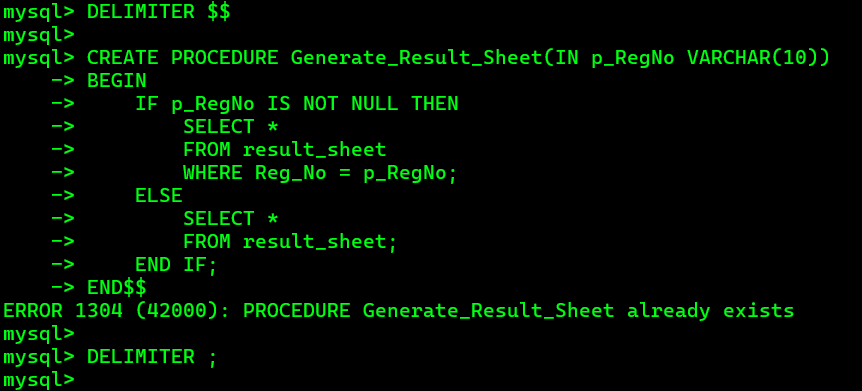 mysql> DELIMITER $$
mysql>
mysql> CREATE PROCEDURE Generate_Result_Sheet(IN p_RegNo VARCHAR(10))
    -> BEGIN
    ->     IF p_RegNo IS NOT NULL THEN
    ->         SELECT *
    ->         FROM result_sheet
    ->         WHERE Reg_No = p_RegNo;
    ->     ELSE
    ->         SELECT *
    ->         FROM result_sheet;
    ->     END IF;
    -> END$$
ERROR 1304 (42000): PROCEDURE Generate_Result_Sheet already exists
mysql>
mysql> DELIMITER ;
mysql>